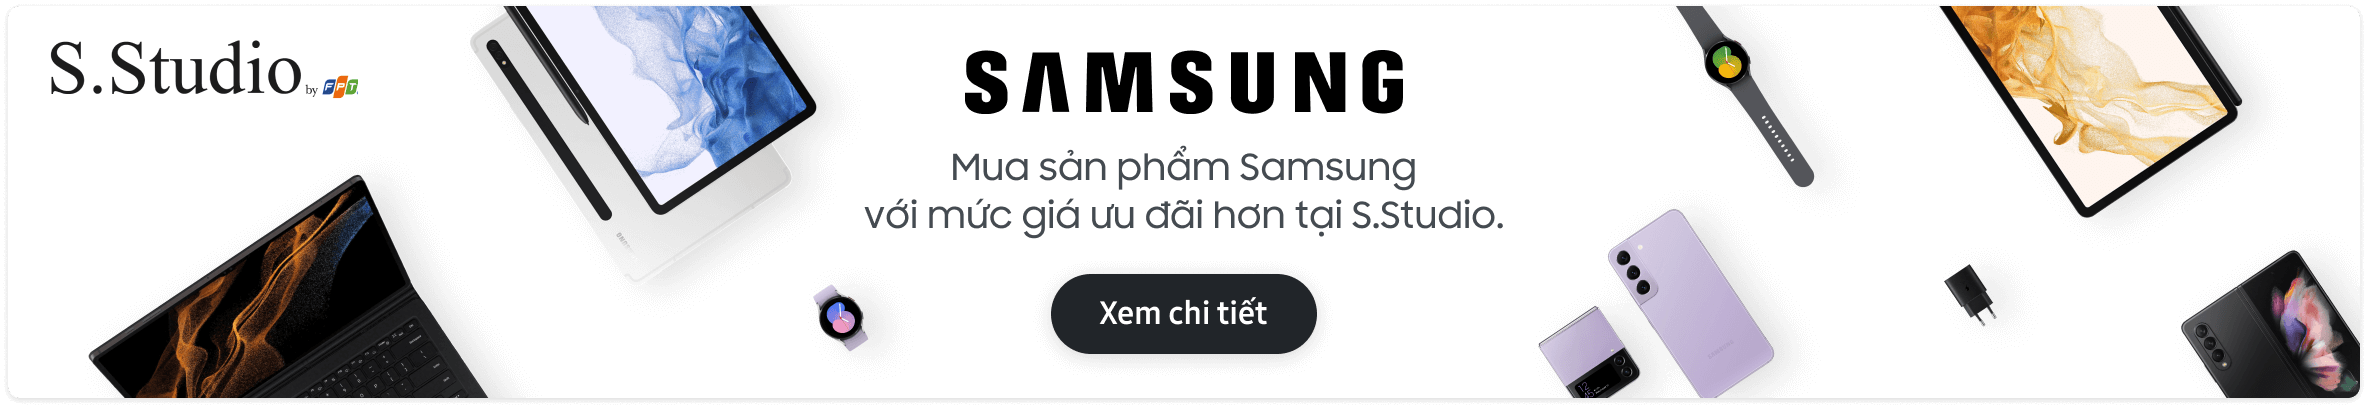 S.Studio by FPT
SAMSUNG
Mua sản phẩm Samsung
với mức giá ưu đãi hơn tại S.Studio.
Xem chi tiết
SAMSUNG